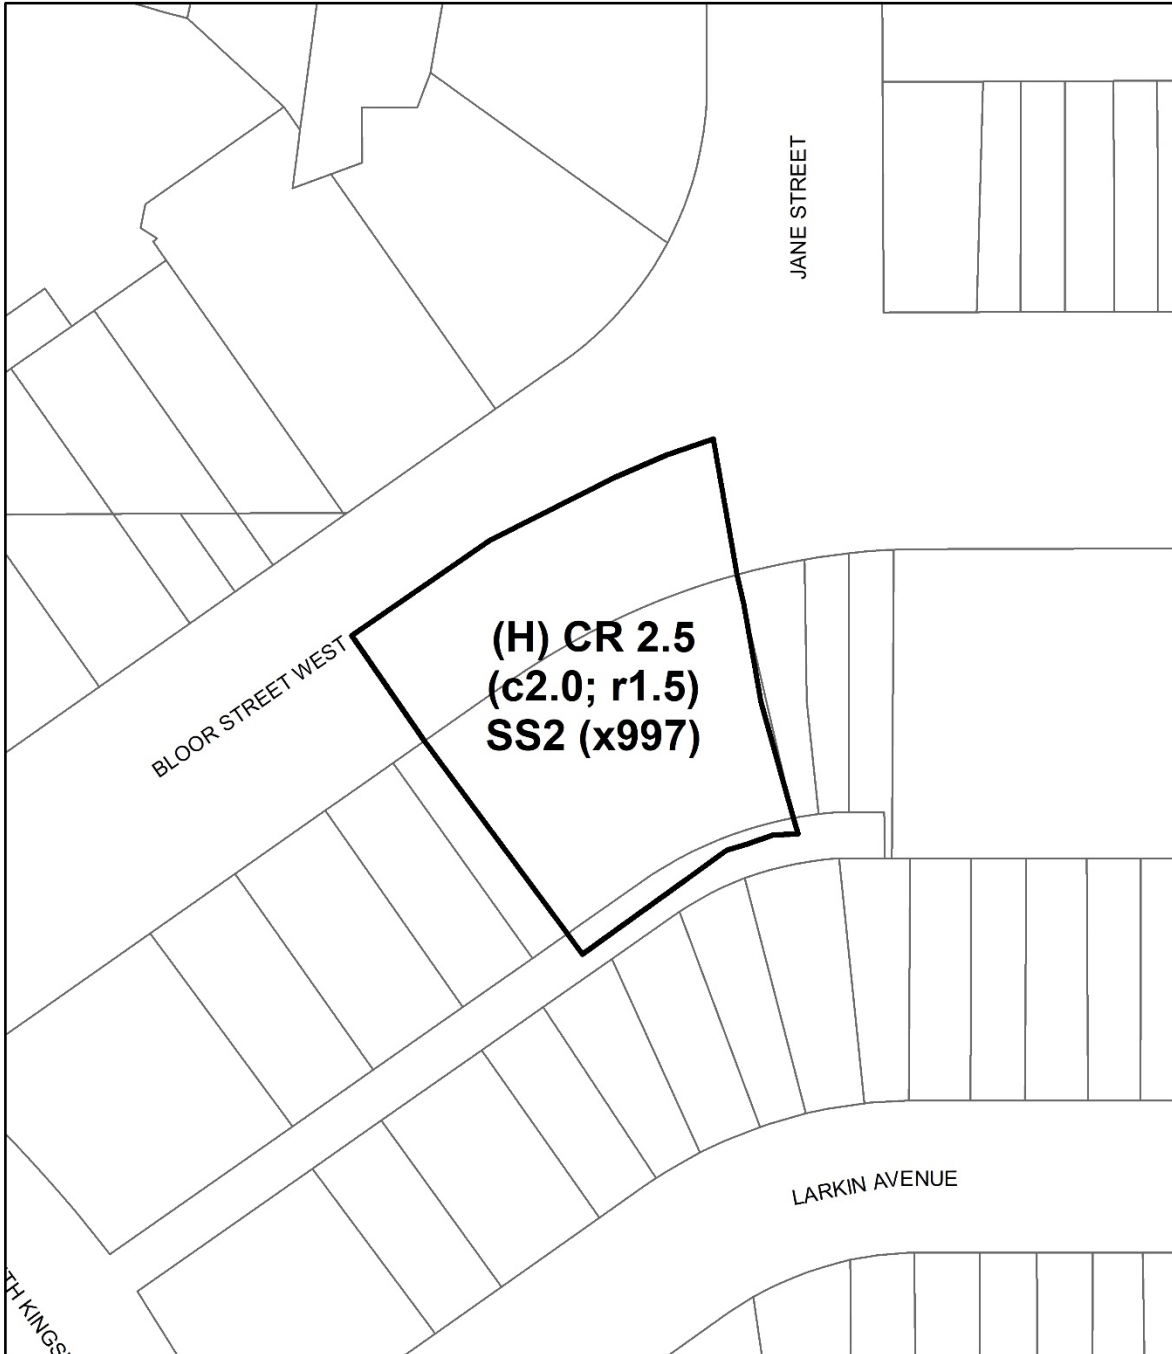 JANE STREET
(H) CR 2.5
(c2.0; r1.5)
SS2 (x997)
BLOOR STREET WEST
LARKIN AVENUE